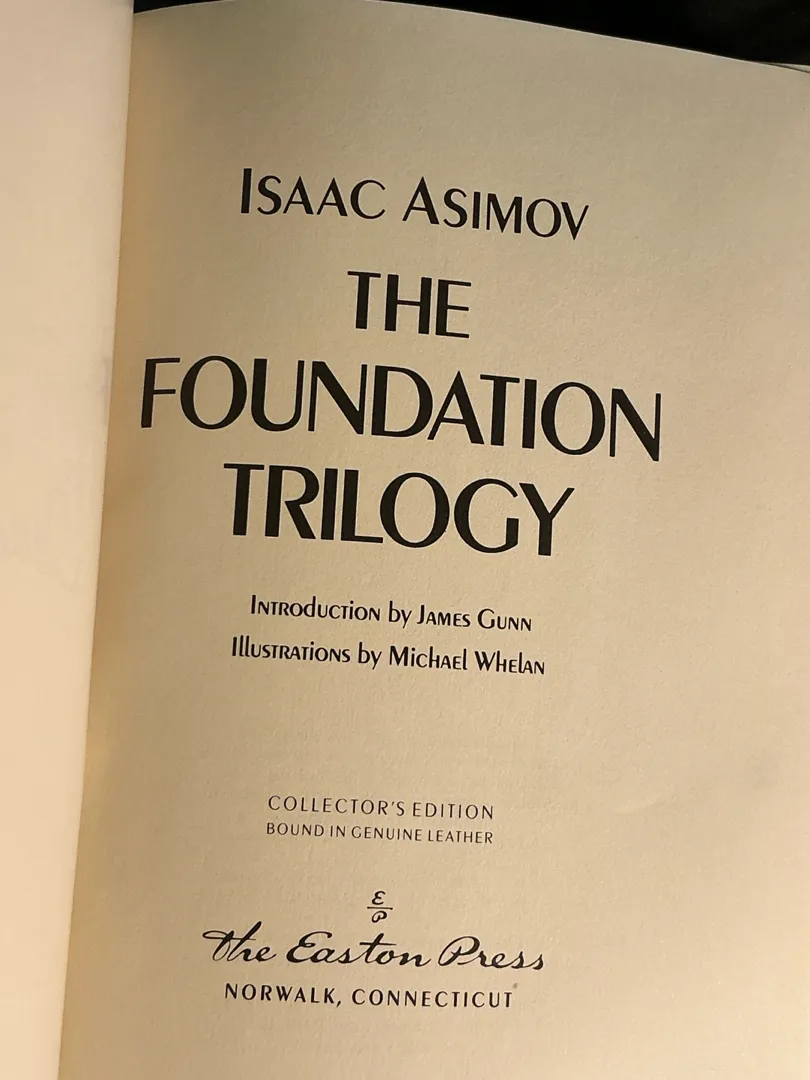 ISAAC ASIMOV
THE
FOUNDATION
TRILOGY
INTRODUCTION by JAMES GUNN
Illustrations by Michael Whelan
COLLECTOR'S EDITION
BOUND IN GENUINE LEATHER
E
P
The Easton Press
NORWALK, CONNECTICUT